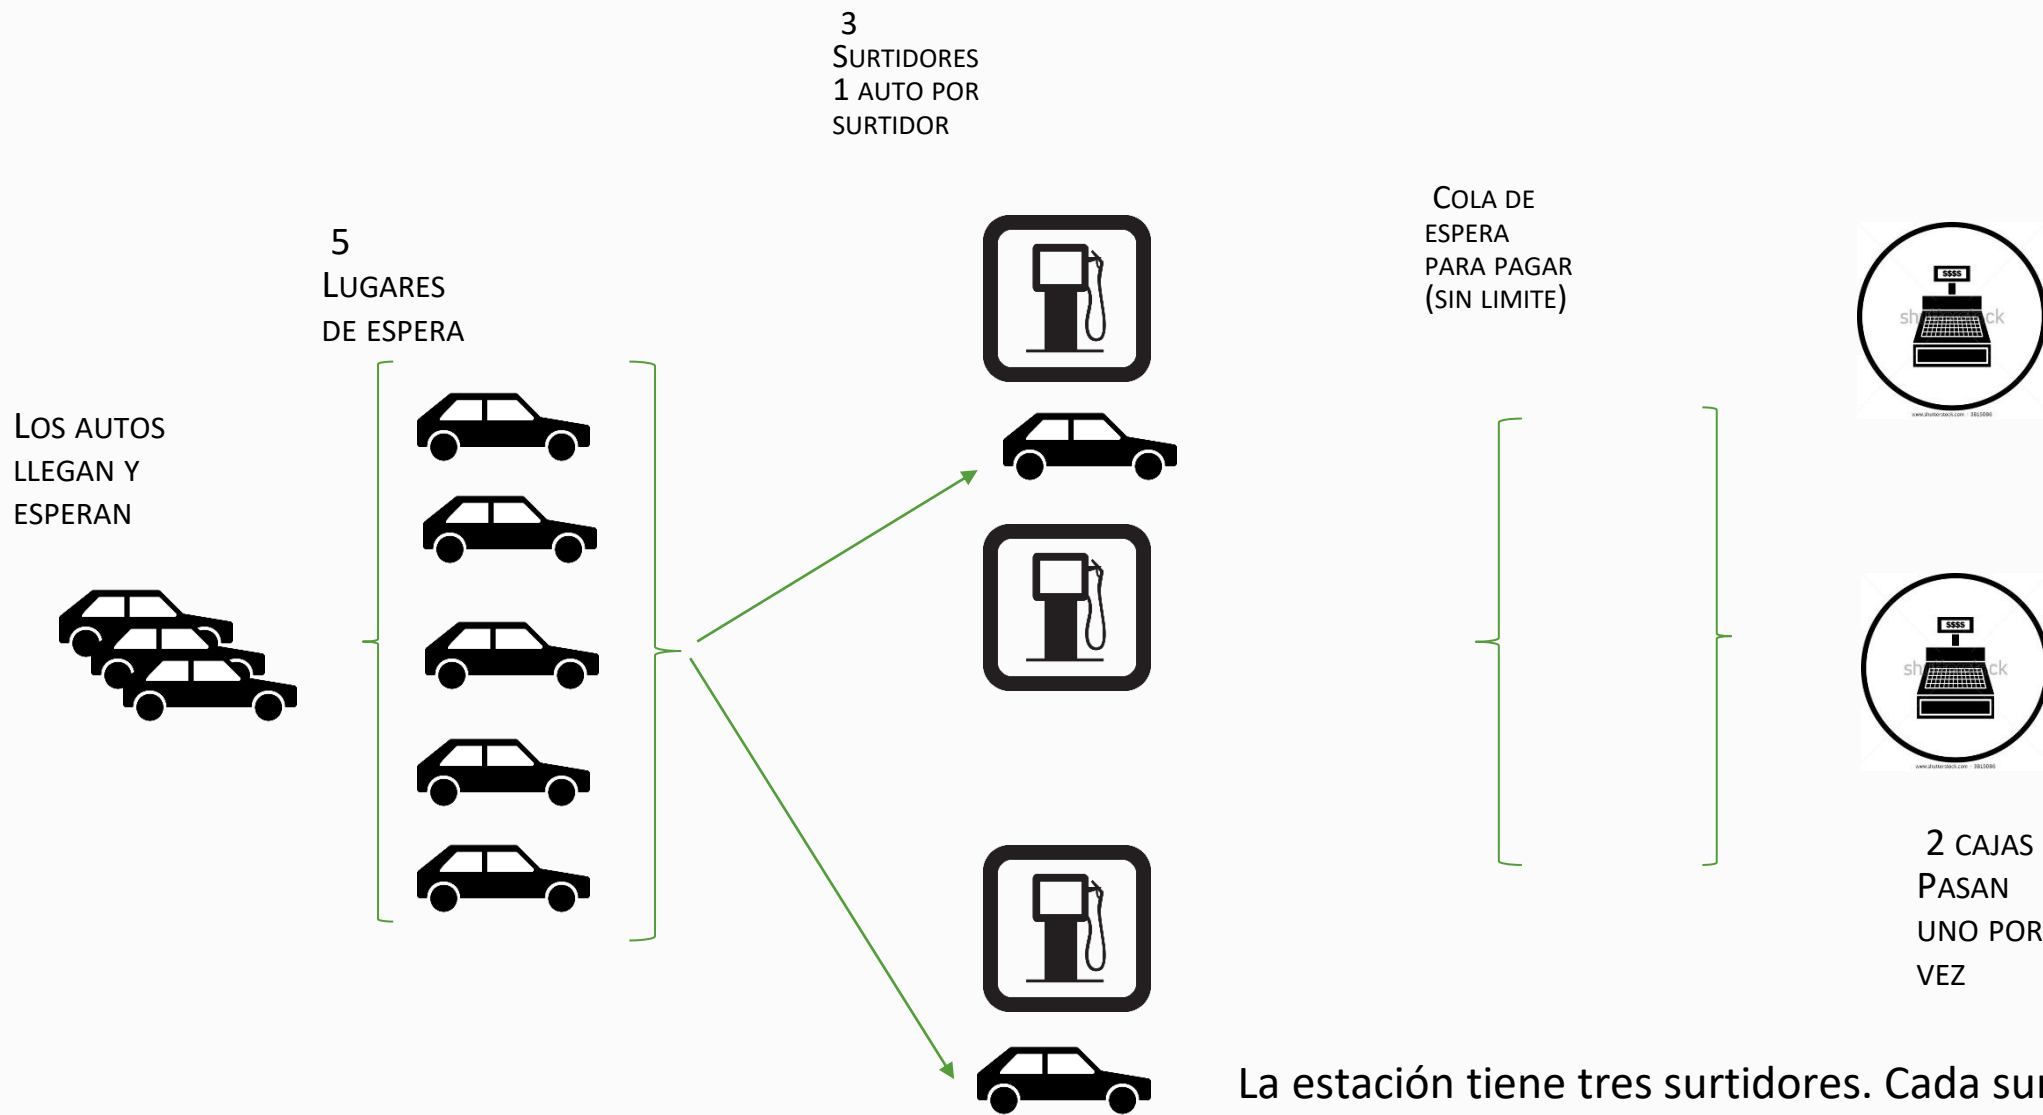 3
SURTIDORES
1 AUTO POR
SURTIDOR
COLA DE
ESPERA
PARA PAGAR
(SIN LIMITE)
5
LUGARES
DE ESPERA
LOS AUTOS
LLEGAN Y
ESPERAN
$$$$
$$$$
2 CAJAS
PASAN
UNO POR
VEZ
La estación tiene tres surtidores. Cada